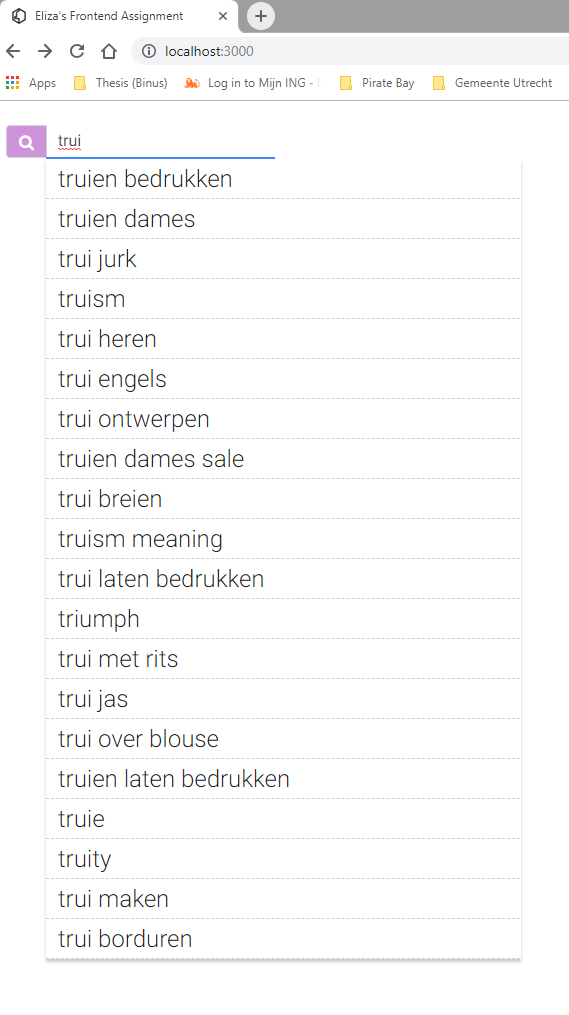 Eliza's Frontend Assignment
localhost:3000
Apps Thesis (Binus) Log in to Mijn ING - Pirate Bay Gemeente Utrecht
trui
truien bedrukken
truien dames
trui jurk
truism
trui heren
trui engels
trui ontwerpen
truien dames sale
trui breien
truism meaning
trui laten bedrukken
triumph
trui met rits
trui jas
trui over blouse
truien laten bedrukken
truie
truity
trui maken
trui borduren